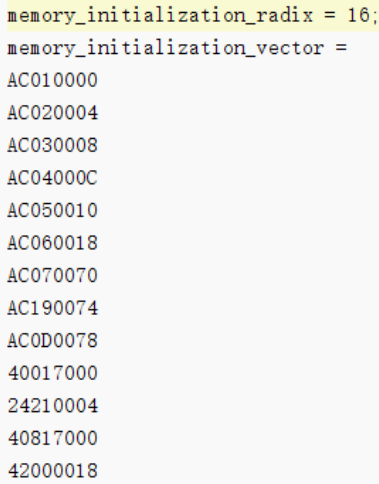 memory_initialization_radix = 16;
memory_initialization_vector =
AC010000
AC020004
AC030008
AC04000C
AC050010
AC060018
AC070070
AC190074
AC0D0078
40017000
24210004
40817000
42000018